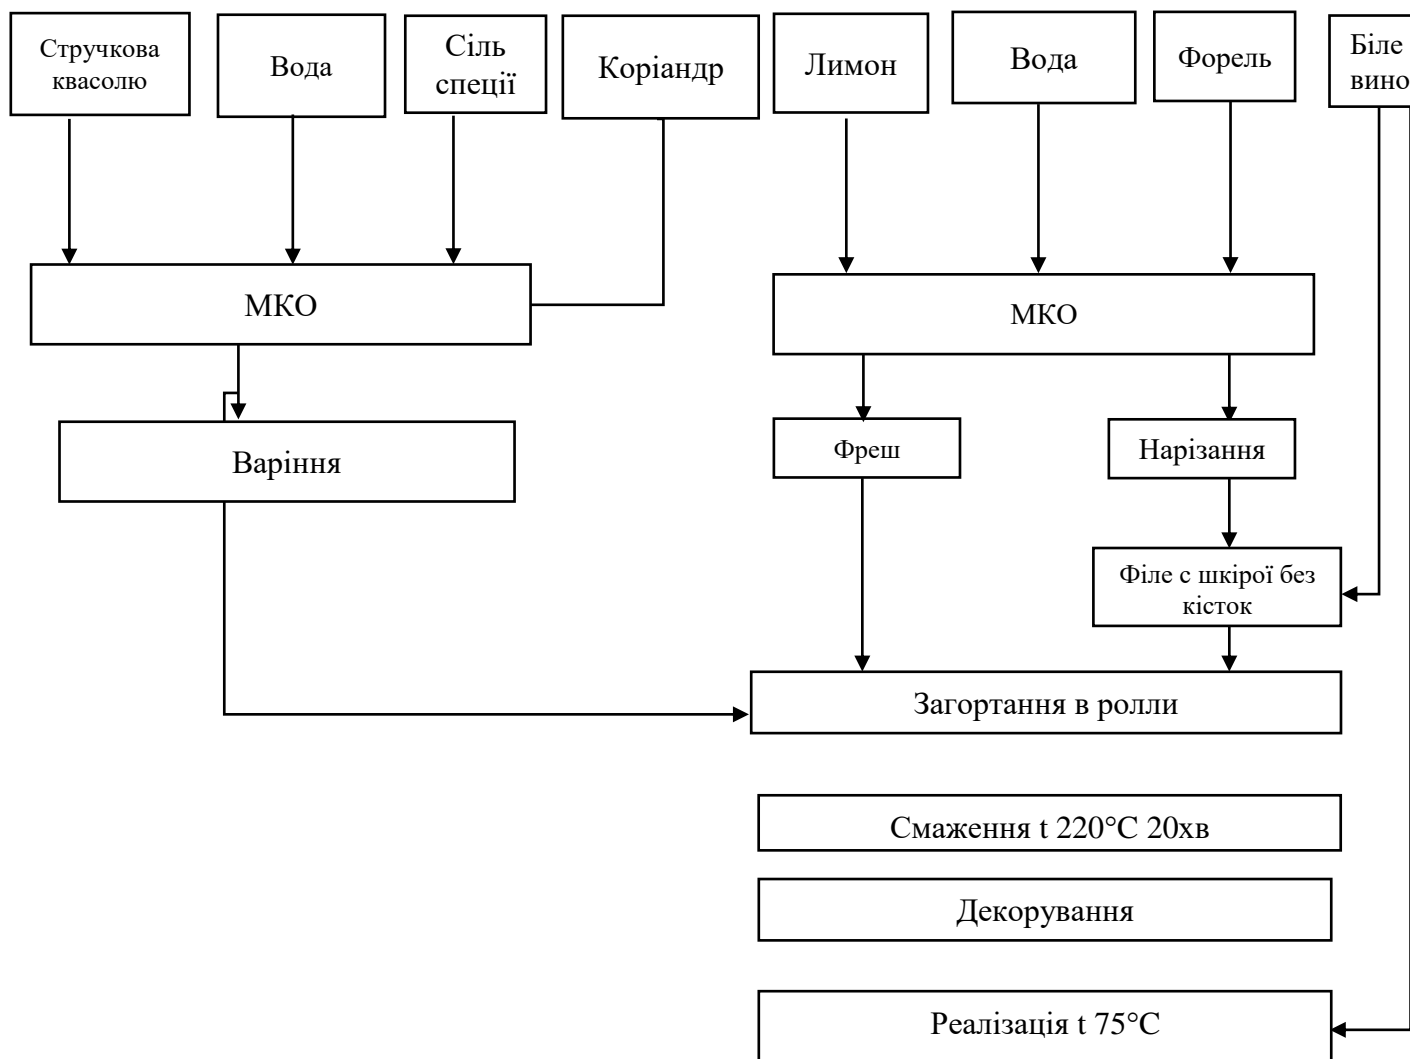 Стручкова
квасолю
Вода
Сіль
спеції
Коріандр
Лимон
Вода
Форель
Біле
вино
МКО
МКО
Варіння
Фреш
Нарізання
Філе с шкірої без
кісток
Загортання в ролли
Смаження t 220°С 20хв
Декорування
Реалізація t 75°С